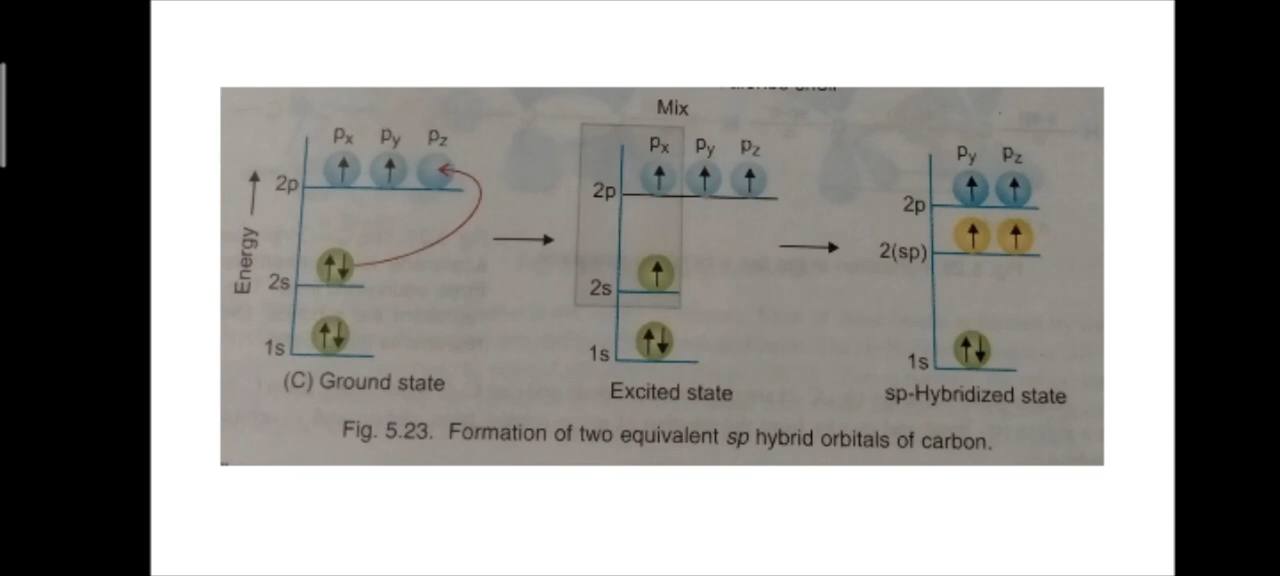 Mix
Px Py Pz
Px Py Pz
Py Pz
2p
2p
2p
2(sp)
Energy
2s
2s
1s
1s
1s
(C) Ground state
Excited state
sp-Hybridized state
Fig. 5.23. Formation of two equivalent sp hybrid orbitals of carbon.